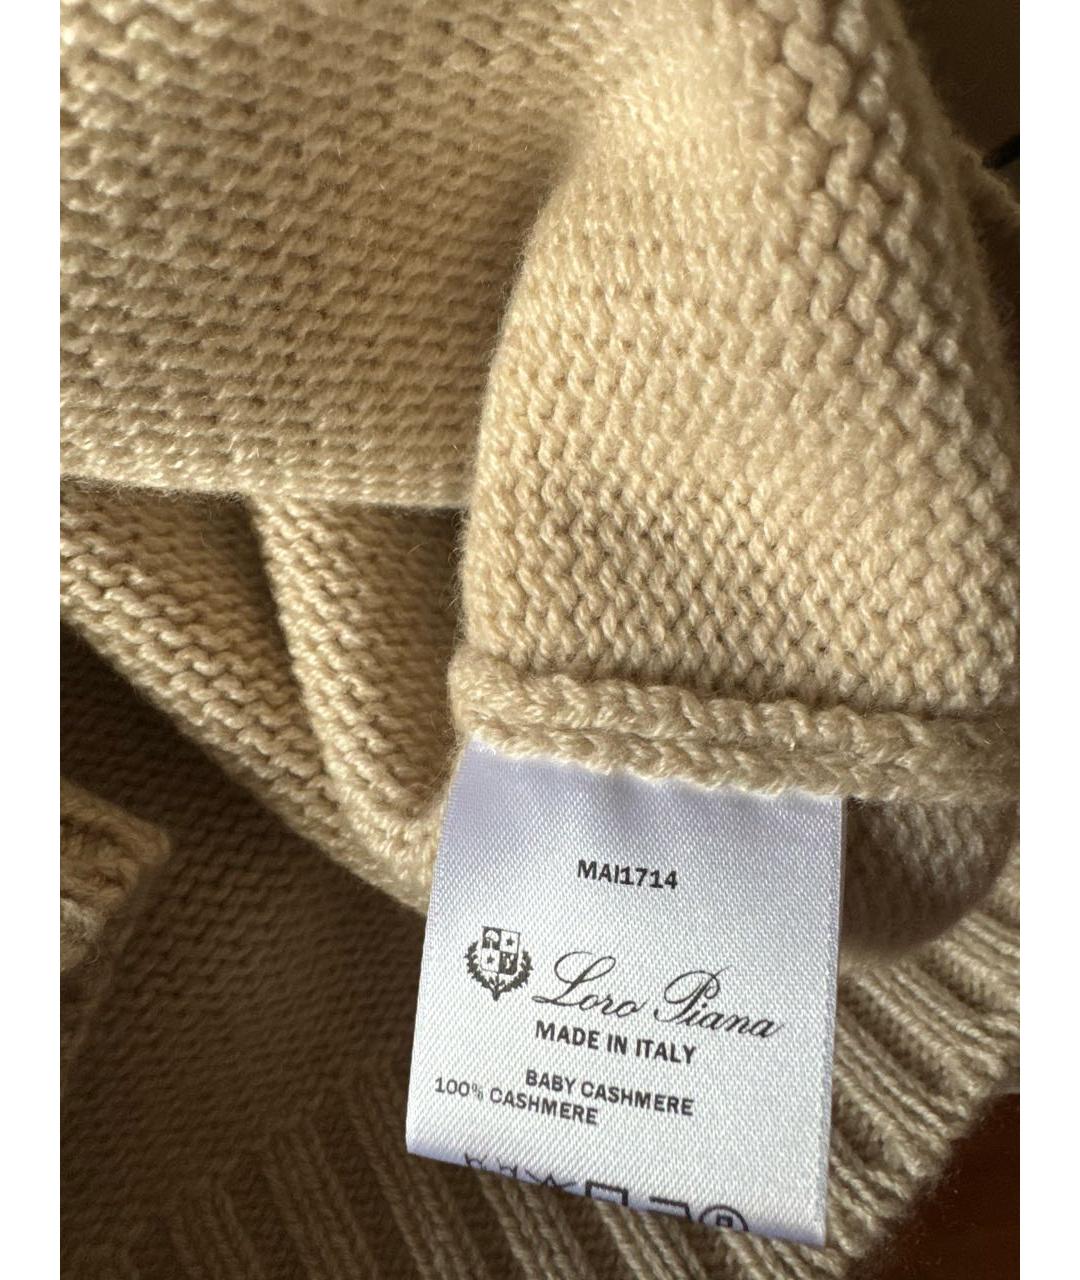 MAI1714
Loro Piana
MADE IN ITALY
BABY CASHMERE
100% CASHMERE